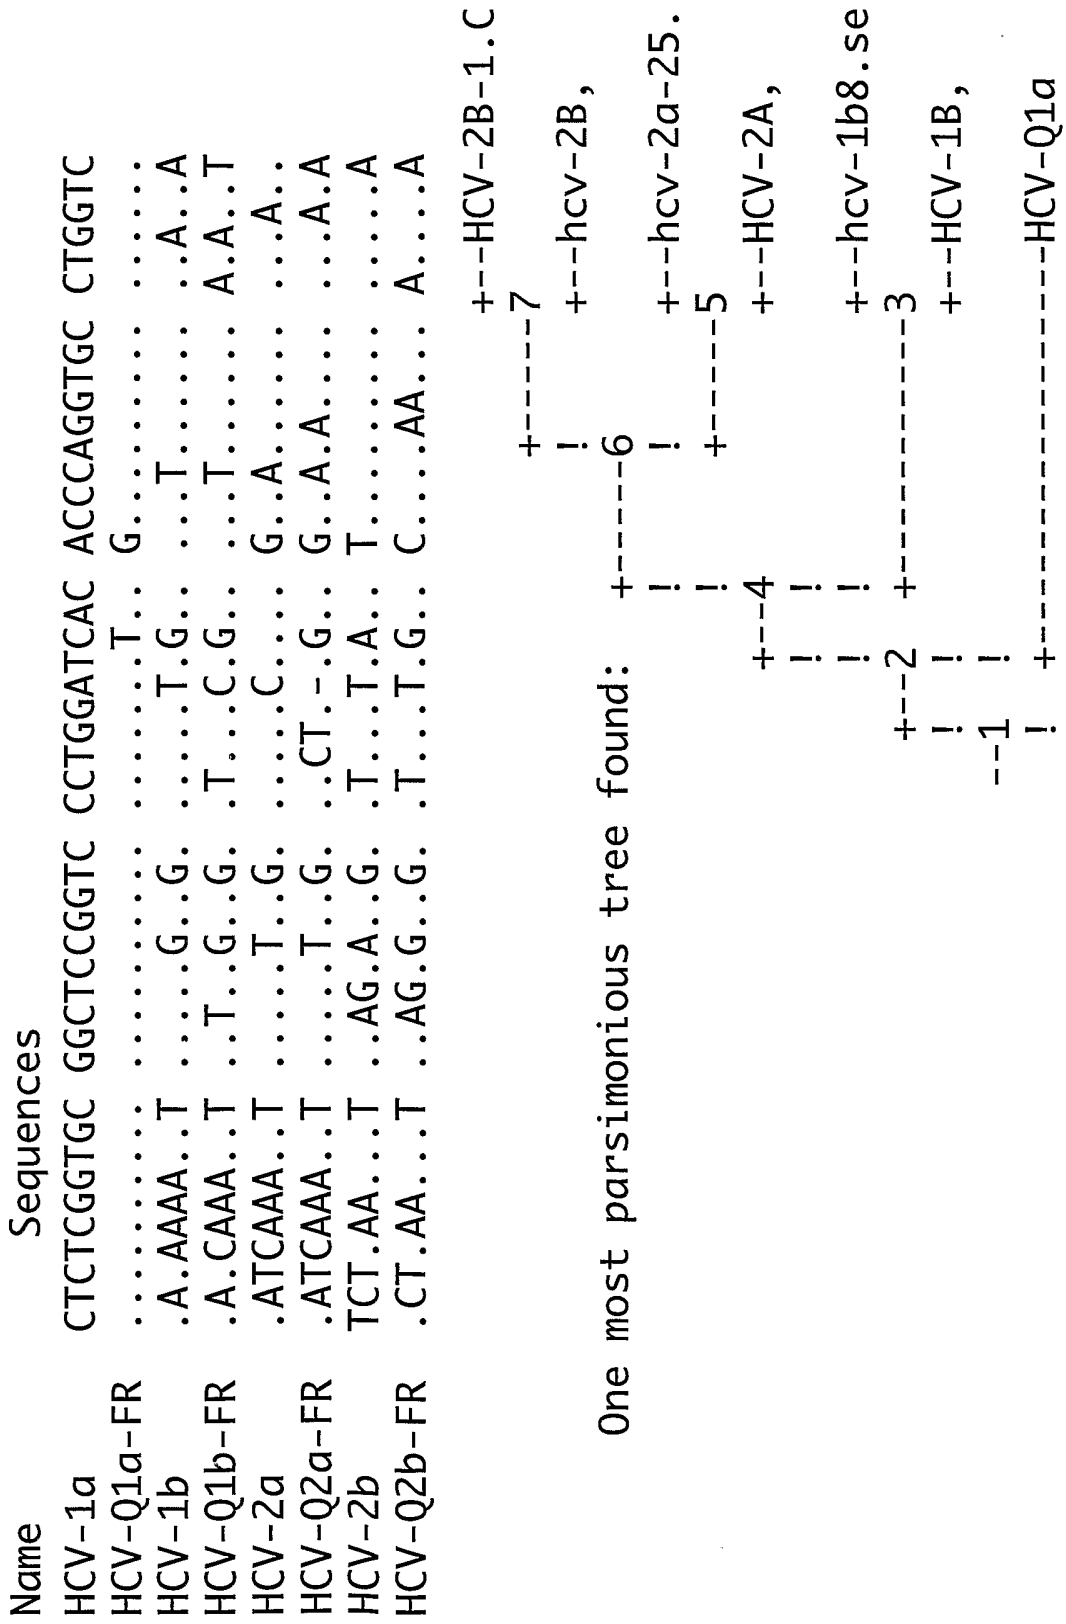 Name Sequences
HCV-1a CTCTCGGTGC GGCTCCGGTC CCTGGATCAC ACCCAGGTGC CTGGTC
HCV-Q1a-FR .......... .......... .......T.. G......... ......
HCV-1b .A.AAAA..T .....G..G. .....T.G.. ...T...... ..A..A
HCV-Q1b-FR .A.CAAA..T ..T..G..G. .T...C.G.. ...T...... A.A..T
HCV-2a .ATCAAA..T .....T..G. .....C.... G..A...... ...A..
HCV-Q2a-FR .ATCAAA..T .....T..G. ..CT.-.G.. G..A.A.... ...A.A
HCV-2b TCT.AA...T ..AG.A..G. .T...T.A.. T......... .....A
HCV-Q2b-FR .CT.AA...T ..AG.G..G. .T...T.G.. C....AA... A....A
+---HCV-2B-1.C
+-----7
! +---hcv-2B,
One most parsimonious tree found:
+-----6
! ! +---hcv-2a-25.
! +-----5
+--4 +---HCV-2A,
! !
! ! +---hcv-1b8.se
+--2 +-----------3
! ! +---HCV-1B,
--1 !
! +----------------HCV-Q1a